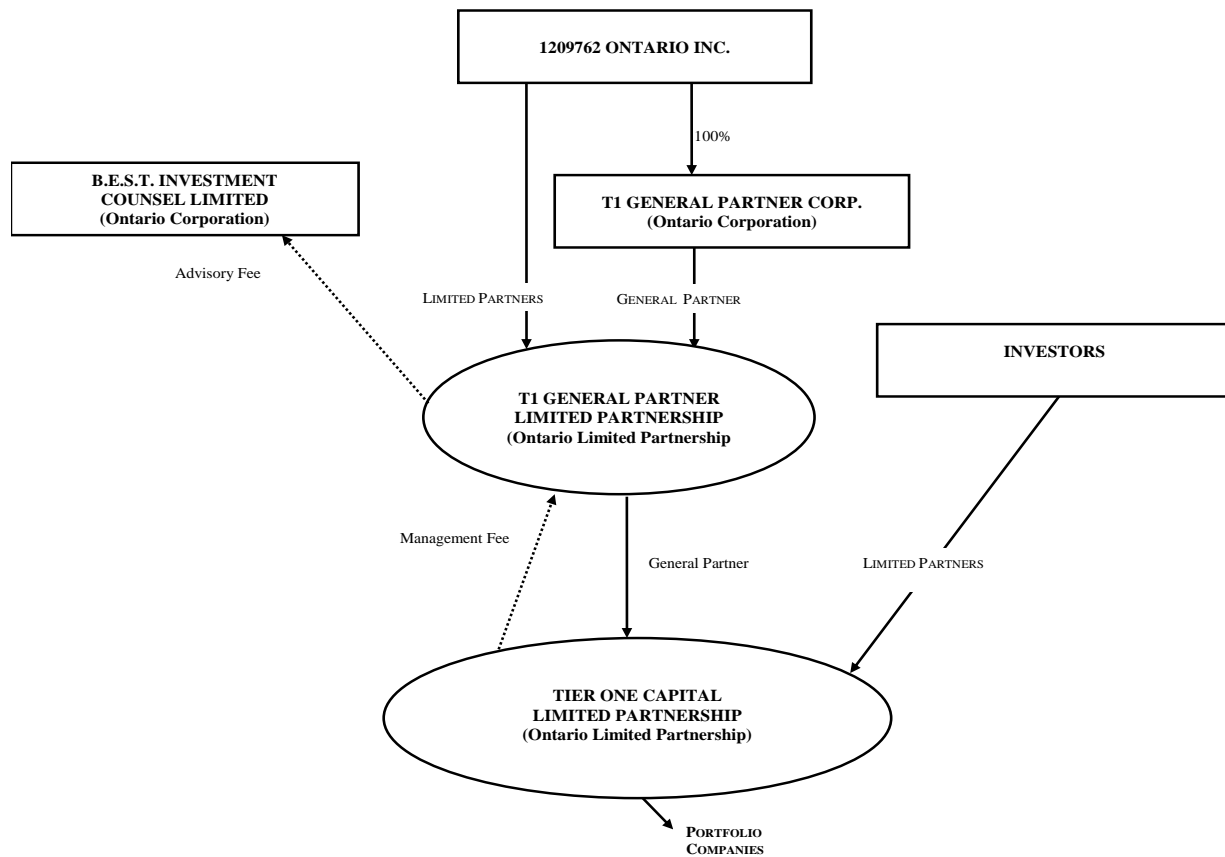 1209762 ONTARIO INC.
100%
B.E.S.T. INVESTMENT
COUNSEL LIMITED
(Ontario Corporation)
T1 GENERAL PARTNER CORP.
(Ontario Corporation)
Advisory Fee
LIMITED PARTNERS
GENERAL PARTNER
INVESTORS
T1 GENERAL PARTNER
LIMITED PARTNERSHIP
(Ontario Limited Partnership
Management Fee
General Partner
LIMITED PARTNERS
TIER ONE CAPITAL
LIMITED PARTNERSHIP
(Ontario Limited Partnership)
PORTFOLIO
COMPANIES